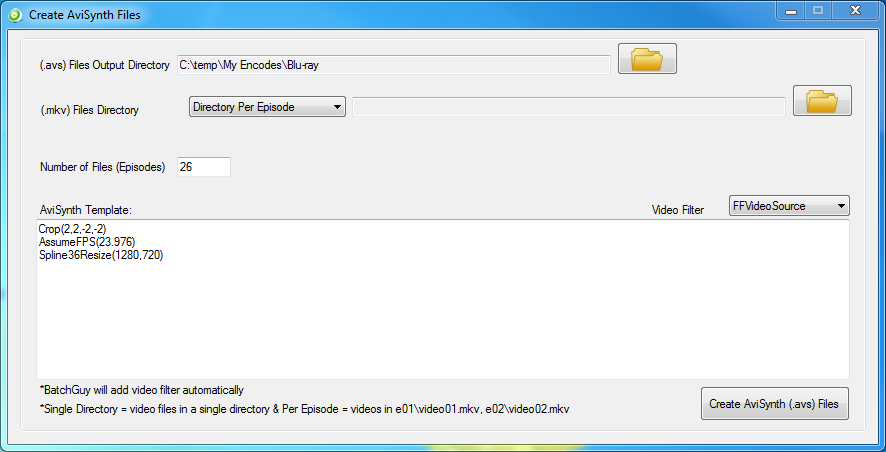 Create AviSynth Files
(.avs) Files Output Directory C:\temp\My Encodes\Blu-ray
(.mkv) Files Directory Directory Per Episode
Number of Files (Episodes) 26
AviSynth Template: Video Filter FFVideoSource
Crop(2,2,-2,-2)
AssumeFPS(23.976)
Spline36Resize(1280,720)
*BatchGuy will add video filter automatically
*Single Directory = video files in a single directory & Per Episode = videos in e01\video01.mkv, e02\video02.mkv
Create AviSynth (.avs) Files